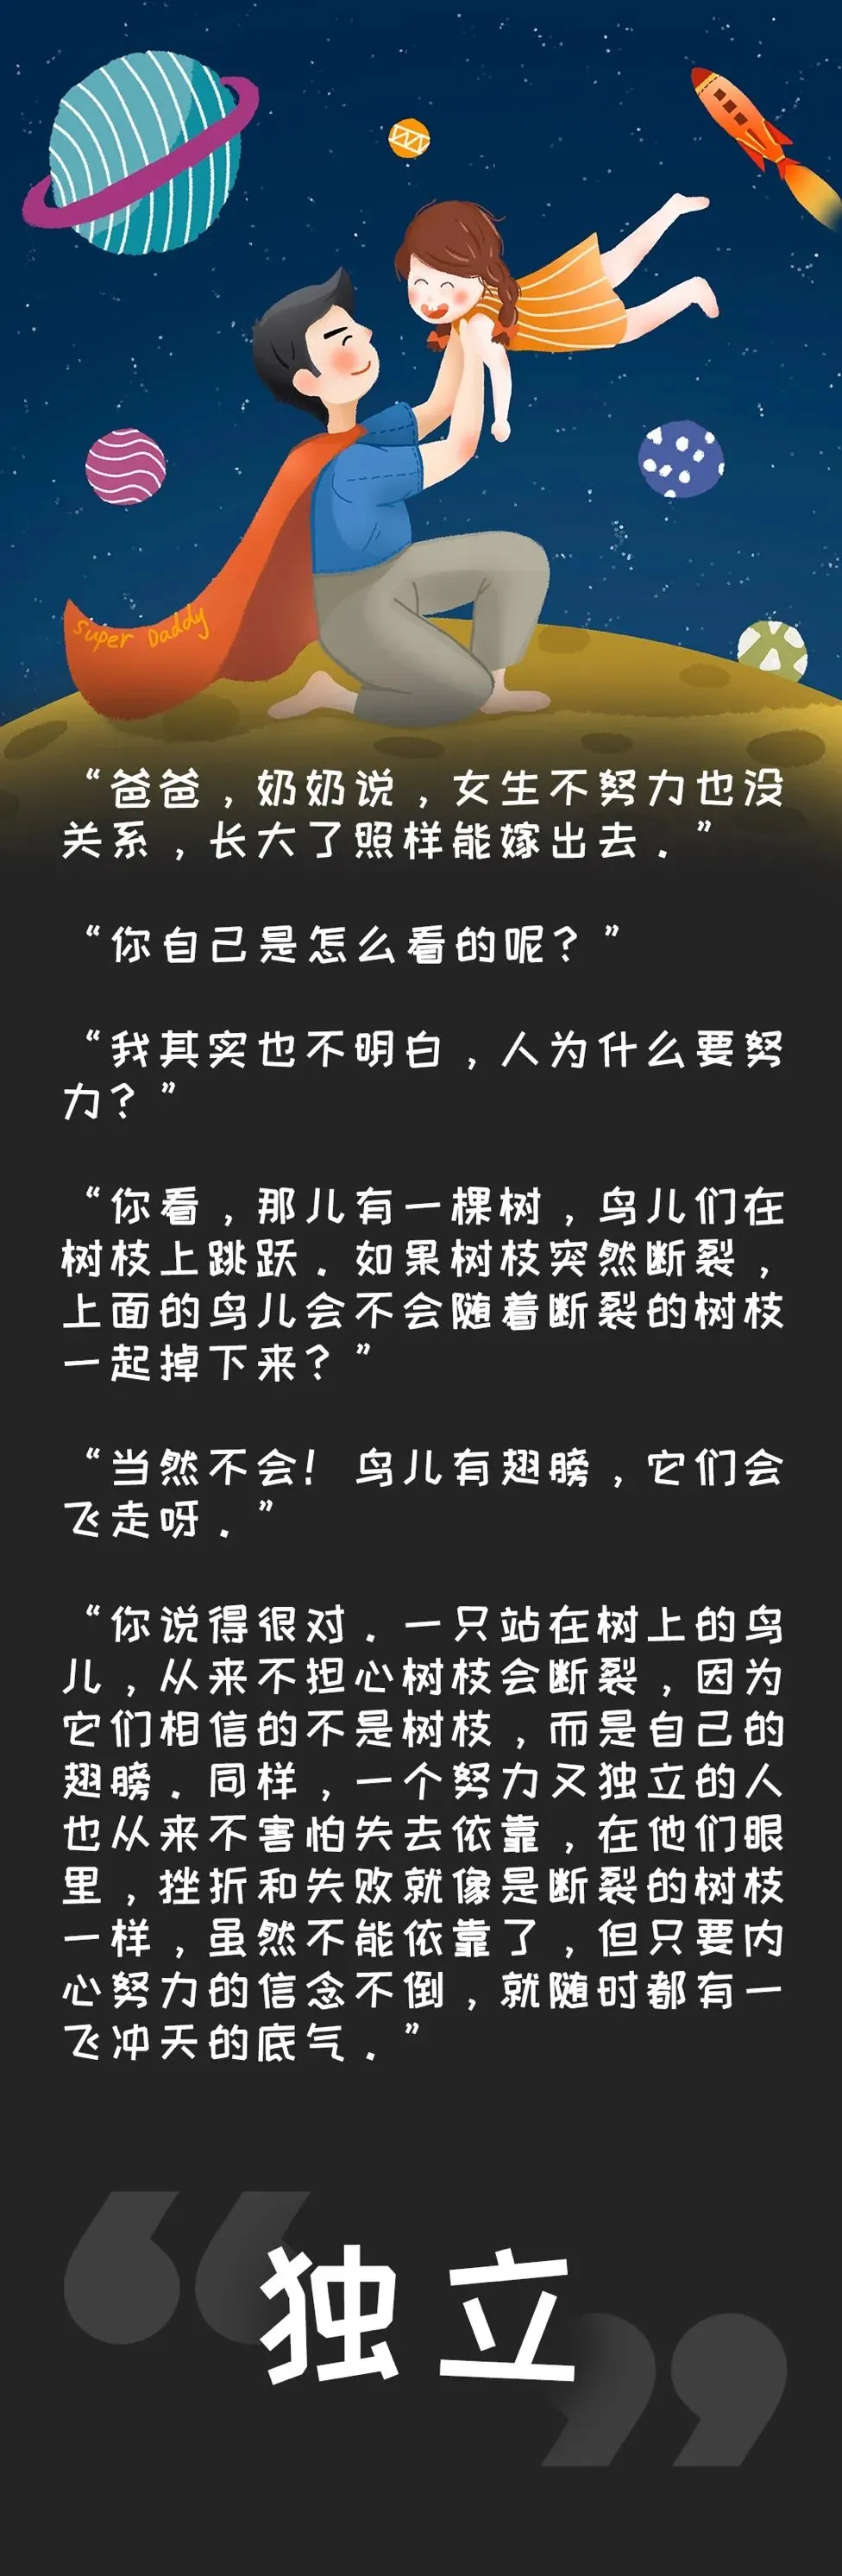 Super Daddy
“爸爸，奶奶说，女生不努力也没
关系，长大了照样能嫁出去．”
“你自己是怎么看的呢？”
“我其实也不明白，人为什么要努
力？”
“你看，那儿有一棵树，鸟儿们在
树枝上跳跃．如果树枝突然断裂，
上面的鸟儿会不会随着断裂的树枝
一起掉下来？”
“当然不会！鸟儿有翅膀，它们会
飞走呀．”
“你说得很对．一只站在树上的鸟
儿，从来不担心树枝会断裂，因为
它们相信的不是树枝，而是自己的
翅膀．同样，一个努力又独立的人
也从来不害怕失去依靠，在他们眼
里，挫折和失败就像是断裂的树枝
一样，虽然不能依靠了，但只要内
心努力的信念不倒，就随时都有一
飞冲天的底气．”
“独立”